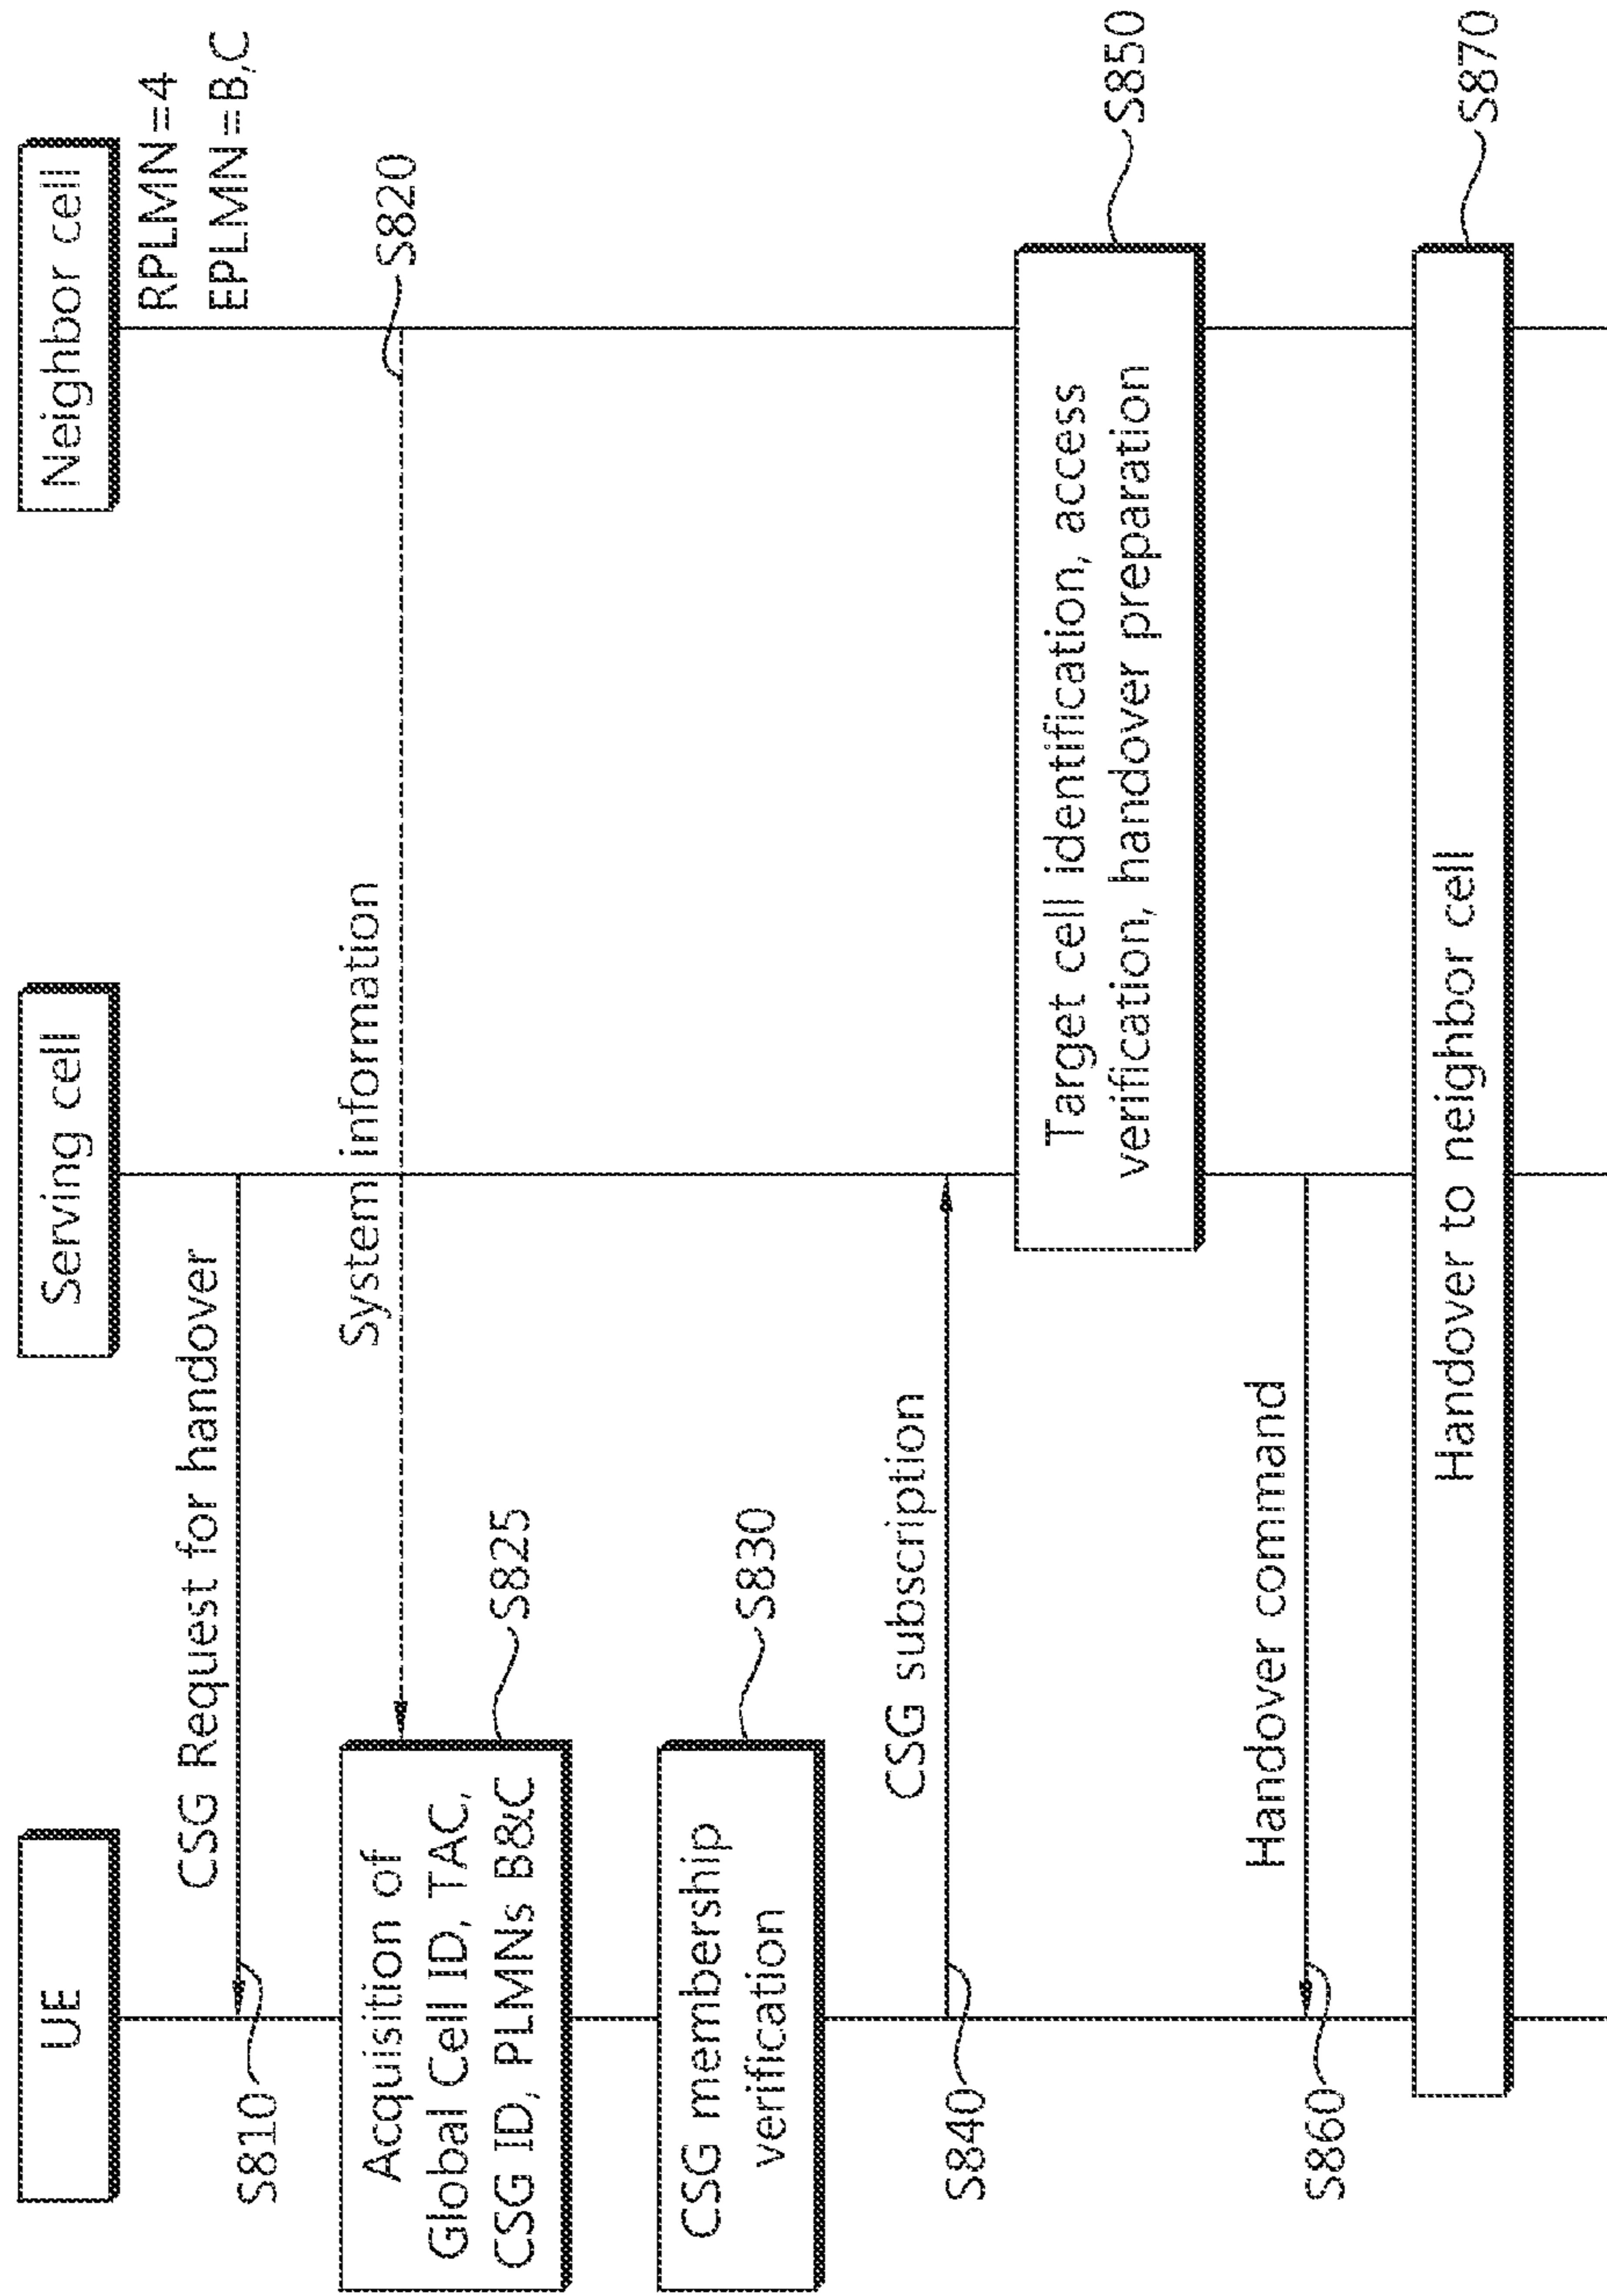 UE
Serving cell
Neighbor cell
RPLMN=4
EPLMN=B,C
CSG Request for handover
S810
System information
S820
Acquisition of
Global Cell ID, TAC,
CSG ID, PLMNs B&C
S825
CSG membership
verification
S830
CSG subscription
S840
Target cell identification, access
verification, handover preparation
S850
Handover command
S860
Handover to neighbor cell
S870